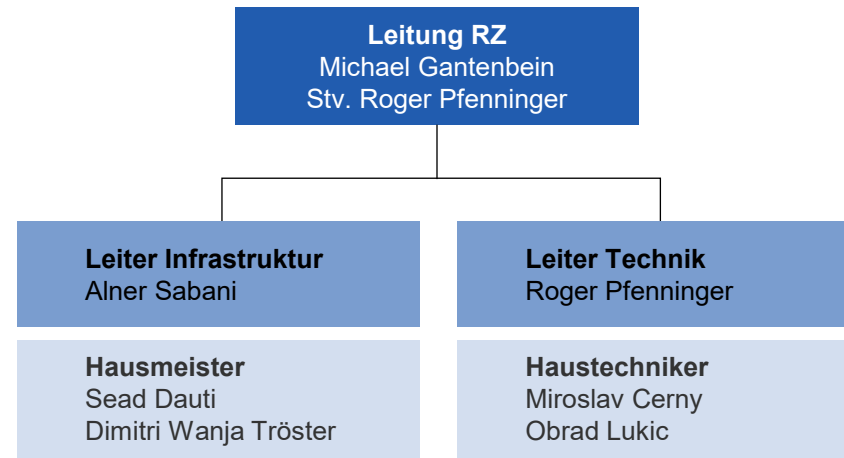 Leitung RZ
Michael Gantenbein
Stv. Roger Pfenninger
Leiter Infrastruktur
Alner Sabani
Hausmeister
Sead Dauti
Dimitri Wanja Tröster
Leiter Technik
Roger Pfenninger
Haustechniker
Miroslav Cerny
Obrad Lukic